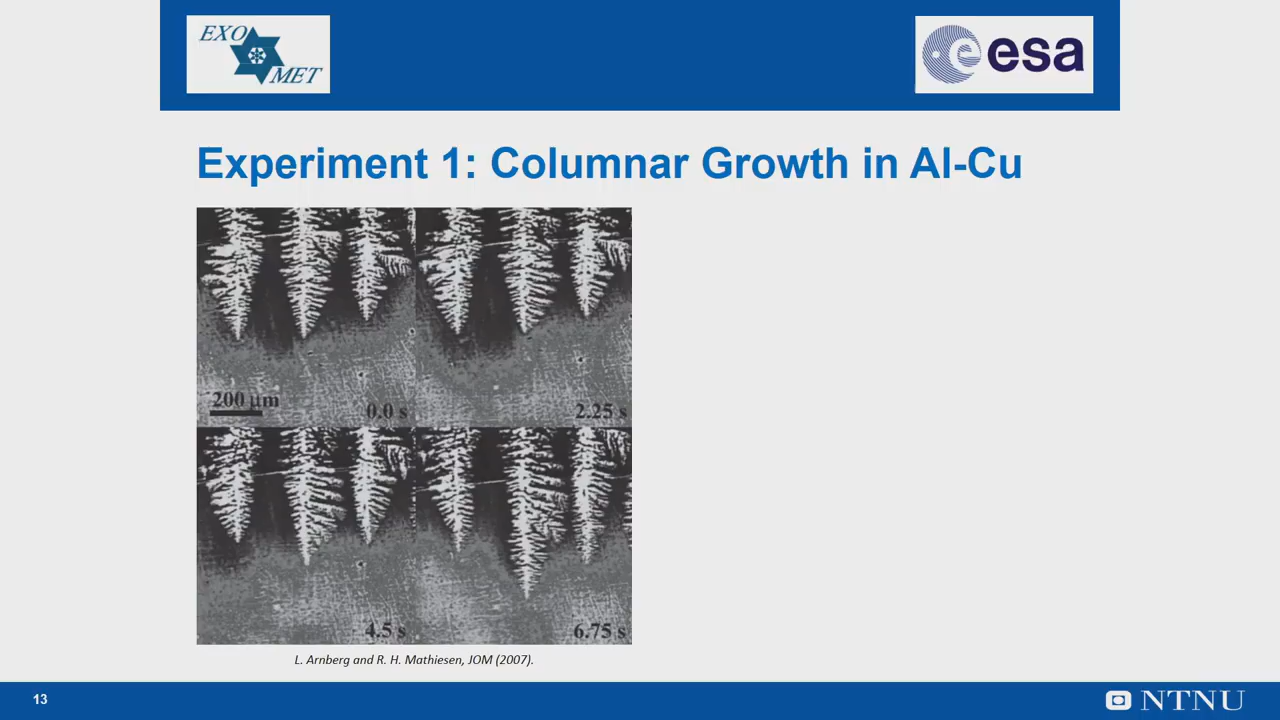 EXO
MET
esa
Experiment 1: Columnar Growth in Al-Cu
200 µm
0.0 s
2.25 s
4.5 s
6.75 s
L. Arnberg and R. H. Mathiesen, JOM (2007).
13
NTNU